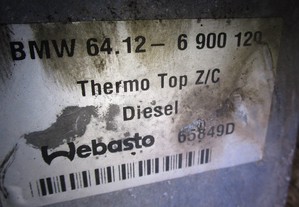 BMW 64.12- 6 900 120
Thermo Top Z/C
Diesel
Webasto 65849D